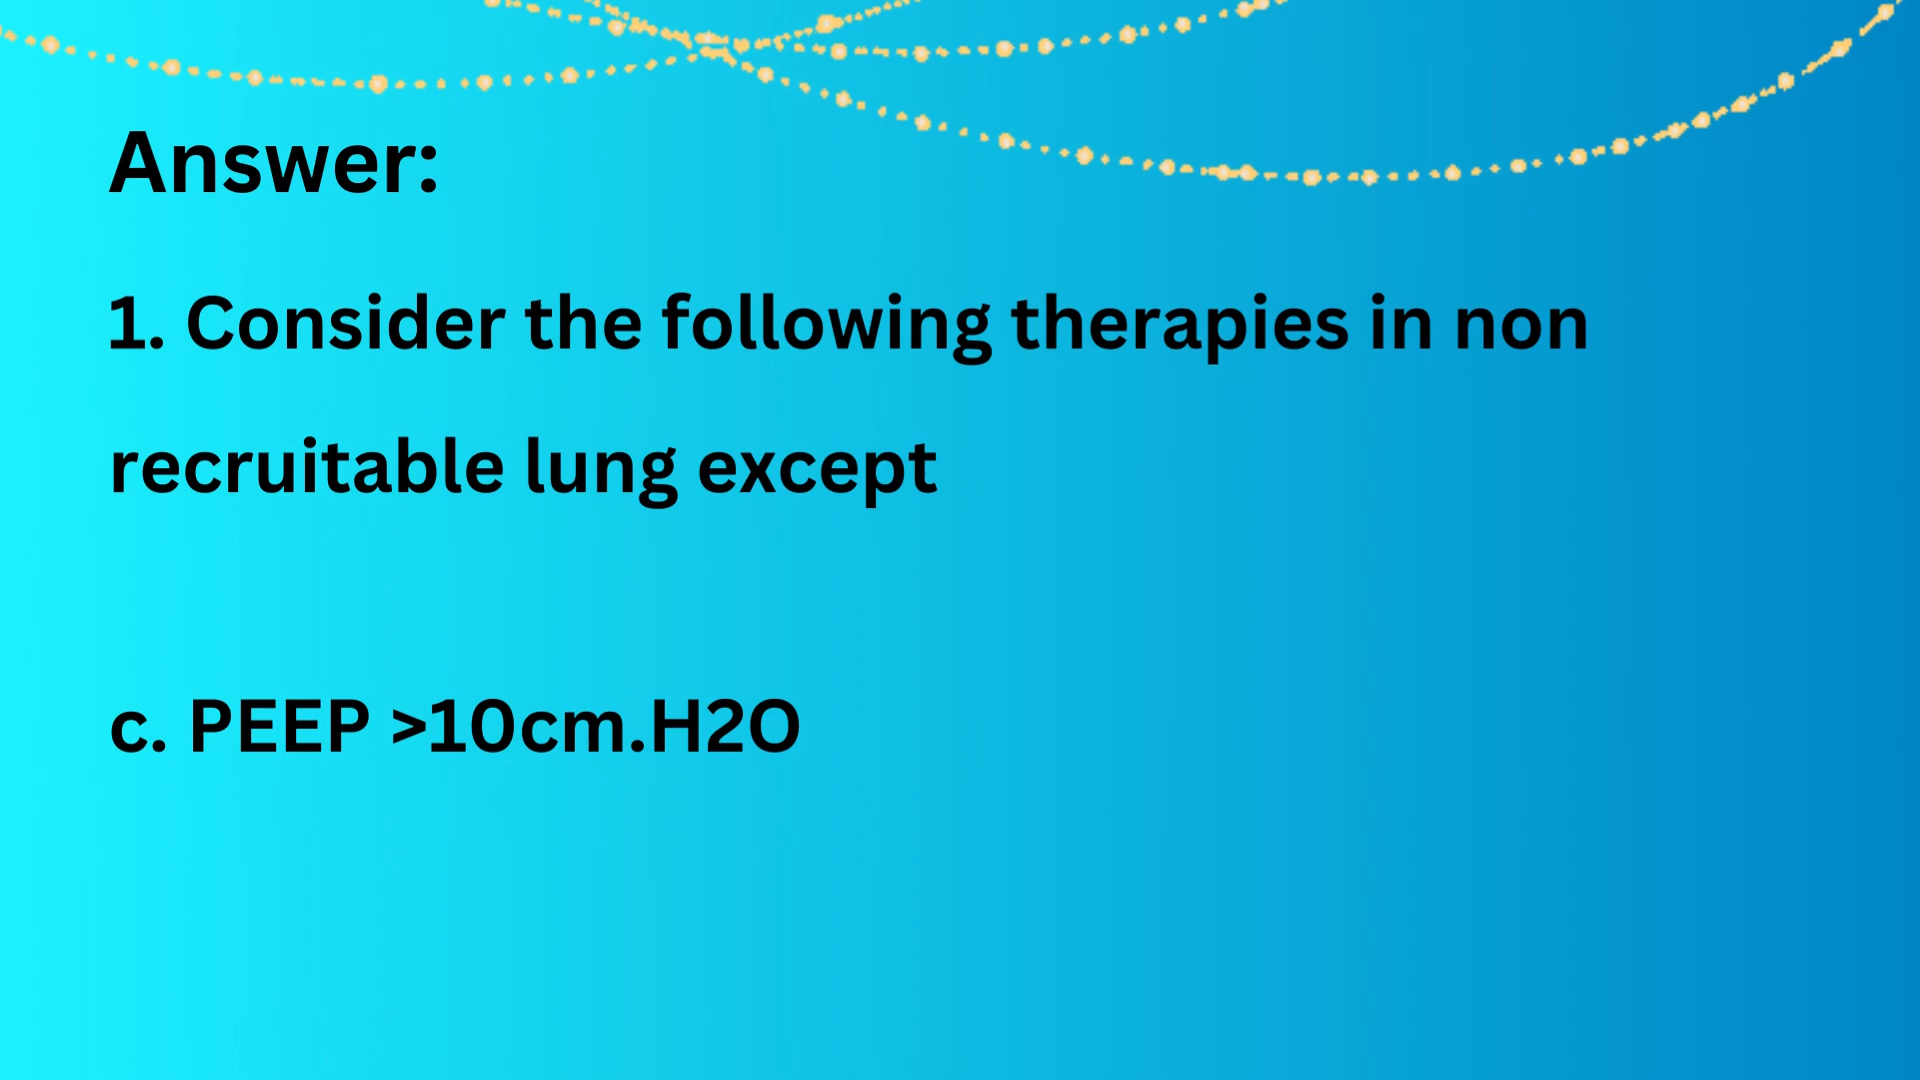 Answer:
1. Consider the following therapies in non
recruitable lung except
c. PEEP >10cm.H2O